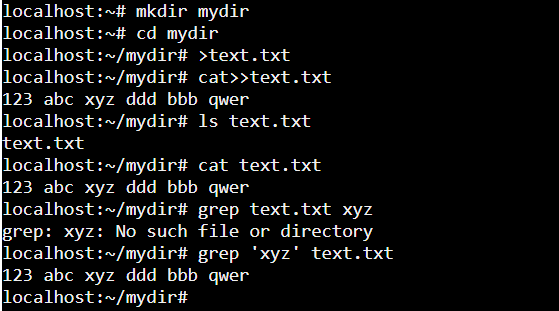 localhost:~# mkdir mydir
localhost:~# cd mydir
localhost:~/mydir# >text.txt
localhost:~/mydir# cat>>text.txt
123 abc xyz ddd bbb qwer
localhost:~/mydir# ls text.txt
text.txt
localhost:~/mydir# cat text.txt
123 abc xyz ddd bbb qwer
localhost:~/mydir# grep text.txt xyz
grep: xyz: No such file or directory
localhost:~/mydir# grep 'xyz' text.txt
123 abc xyz ddd bbb qwer
localhost:~/mydir#